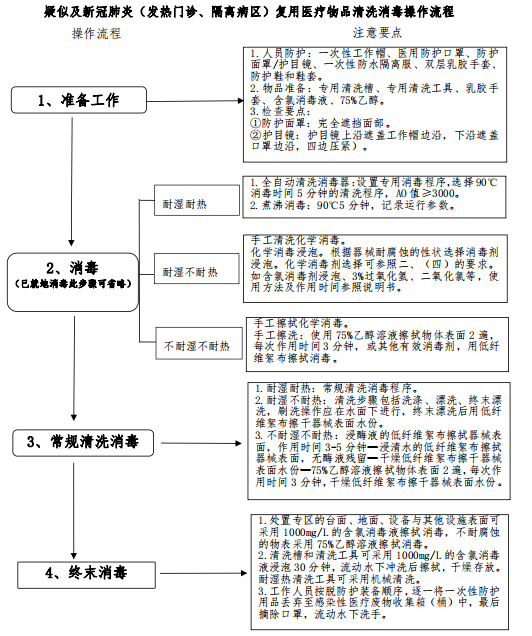 疑似及新冠肺炎（发热门诊、隔离病区）复用医疗物品清洗消毒操作流程
操作流程
注意要点
1、准备工作
1.人员防护：一次性工作帽、医用防护口罩、防护
面罩/护目镜、一次性防水隔离服、双层乳胶手套、
防护鞋和鞋套。
2.物品准备：专用清洗槽、专用清洗工具、乳胶手
套、含氯消毒液、75%乙醇。
3.检查要点：
①防护面罩：完全遮挡面部。
②护目镜：护目镜上沿遮盖工作帽边沿，下沿遮盖
口罩边沿，四边压紧）。
2、消毒
（已就地消毒此步骤可省略）
耐湿耐热
1.全自动清洗消毒器：设置专用消毒程序，选择90℃
消毒时间5分钟的清洗程序，A0值≥3000。
2.煮沸消毒：90℃5分钟，记录运行参数。
耐湿不耐热
手工清洗化学消毒。
化学消毒浸泡。根据器械耐腐蚀的性状选择消毒剂
浸泡。化学消毒剂选择可参照二、（四）的要求。
如含氯消毒剂浸泡、3%过氧化氢、二氧化氯等，使
用方法及作用时间参照说明书。
不耐湿不耐热
手工擦拭化学消毒。
手工擦洗：使用75%乙醇溶液擦拭物体表面2遍，
每次作用时间3分钟，或其他有效消毒剂，用低纤
维絮布擦拭消毒。
3、常规清洗消毒
1.耐湿耐热：常规清洗消毒程序。
2.耐湿不耐热：清洗步骤包括洗涤、漂洗、终末漂
洗，刷洗操作应在水面下进行，终末漂洗后用低纤
维絮布擦干器械表面水份。
3.不耐湿不耐热：浸酶液的低纤维絮布擦拭器械表
面，作用时间3-5分钟—浸清水的低纤维絮布擦拭
器械表面，无酶液残留—干燥低纤维絮布擦干器械
表面水份—75%乙醇溶液擦拭物体表面2遍，每次作
用时间3分钟，干燥低纤维絮布擦干器械表面水份。
4、终末消毒
1.处置专区的台面、地面、设备与其他设施表面可
采用1000mg/L的含氯消毒液擦拭消毒，不耐腐蚀
的物表采用75%乙醇溶液擦拭消毒。
2.清洗槽和清洗工具可采用1000mg/L的含氯消毒
液浸泡30分钟，流动水下冲洗后擦拭，干燥存放。
耐湿热清洗工具可采用机械清洗。
3.工作人员按脱防护装备顺序，逐一将一次性防护
用品丢弃至感染性医疗废物收集箱（桶）中，最后
摘除口罩，流动水下洗手。